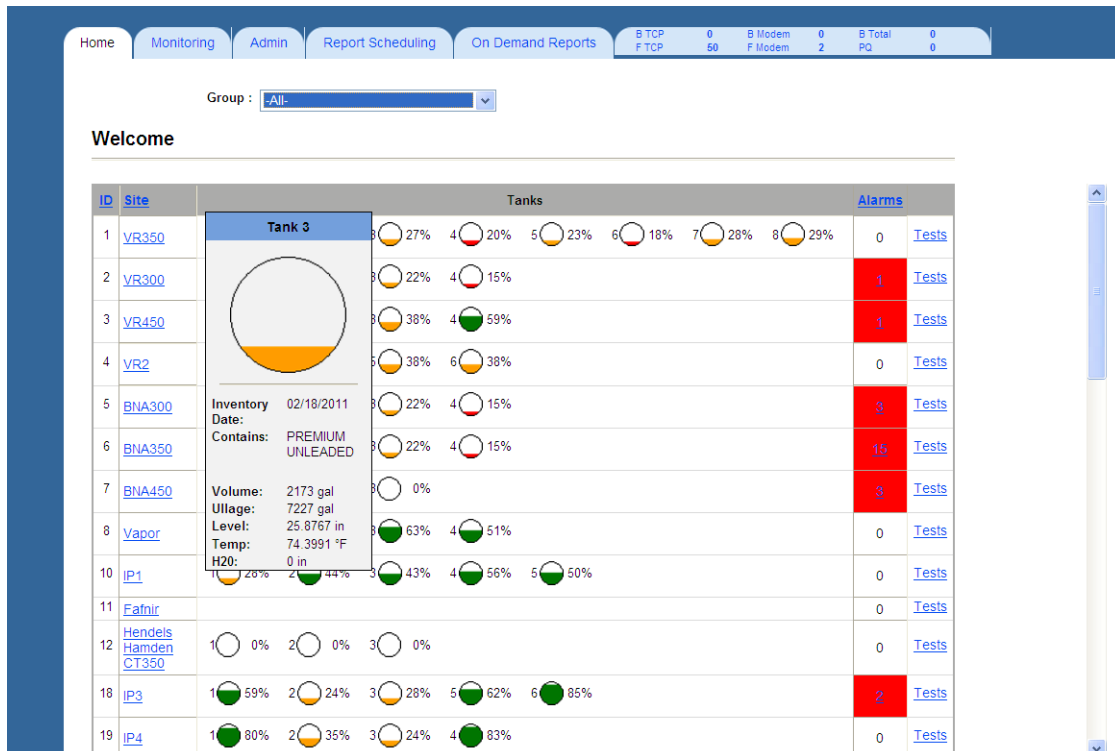 Home Monitoring Admin Report Scheduling On Demand Reports B TCP 0 B Modem 0 B Total 0
F TCP 50 F Modem 2 PQ 0
Group : -All-
Welcome
ID Site Tanks Alarms
1 VR350 27% 4 20% 5 23% 6 18% 7 28% 8 29% 0 Tests
2 VR300 22% 4 15% 1 Tests
3 VR450 38% 4 59% 1 Tests
4 VR2 38% 6 38% 0 Tests
5 BNA300 22% 4 15% 3 Tests
6 BNA350 22% 4 15% 15 Tests
7 BNA450 0% 3 Tests
8 Vapor 63% 4 51% 0 Tests
Tank 3
Inventory Date: 02/18/2011
Contains: PREMIUM UNLEADED
Volume: 2173 gal
Ullage: 7227 gal
Level: 25.8767 in
Temp: 74.3991 °F
H20: 0 in
10 IP1 1 28% 2 44% 3 43% 4 56% 5 50% 0 Tests
11 Fafnir 0 Tests
12 Hendels Hamden CT350 1 0% 2 0% 3 0% 0 Tests
18 IP3 1 59% 2 24% 3 28% 5 62% 6 85% 2 Tests
19 IP4 1 80% 2 35% 3 24% 4 83% 0 Tests